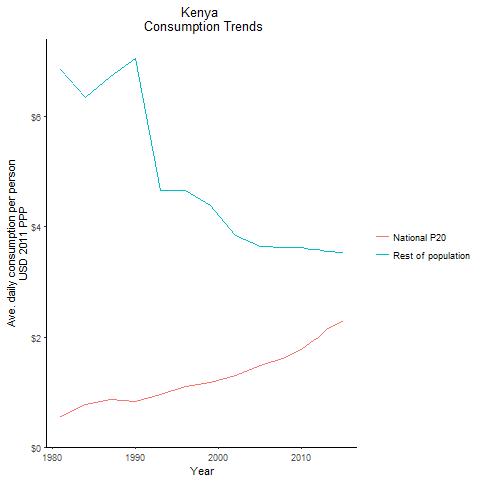 Kenya
Consumption Trends
Ave. daily consumption per person
USD 2011 PPP
$6
$4
$2
$0
1980
1990
2000
2010
Year
National P20
Rest of population